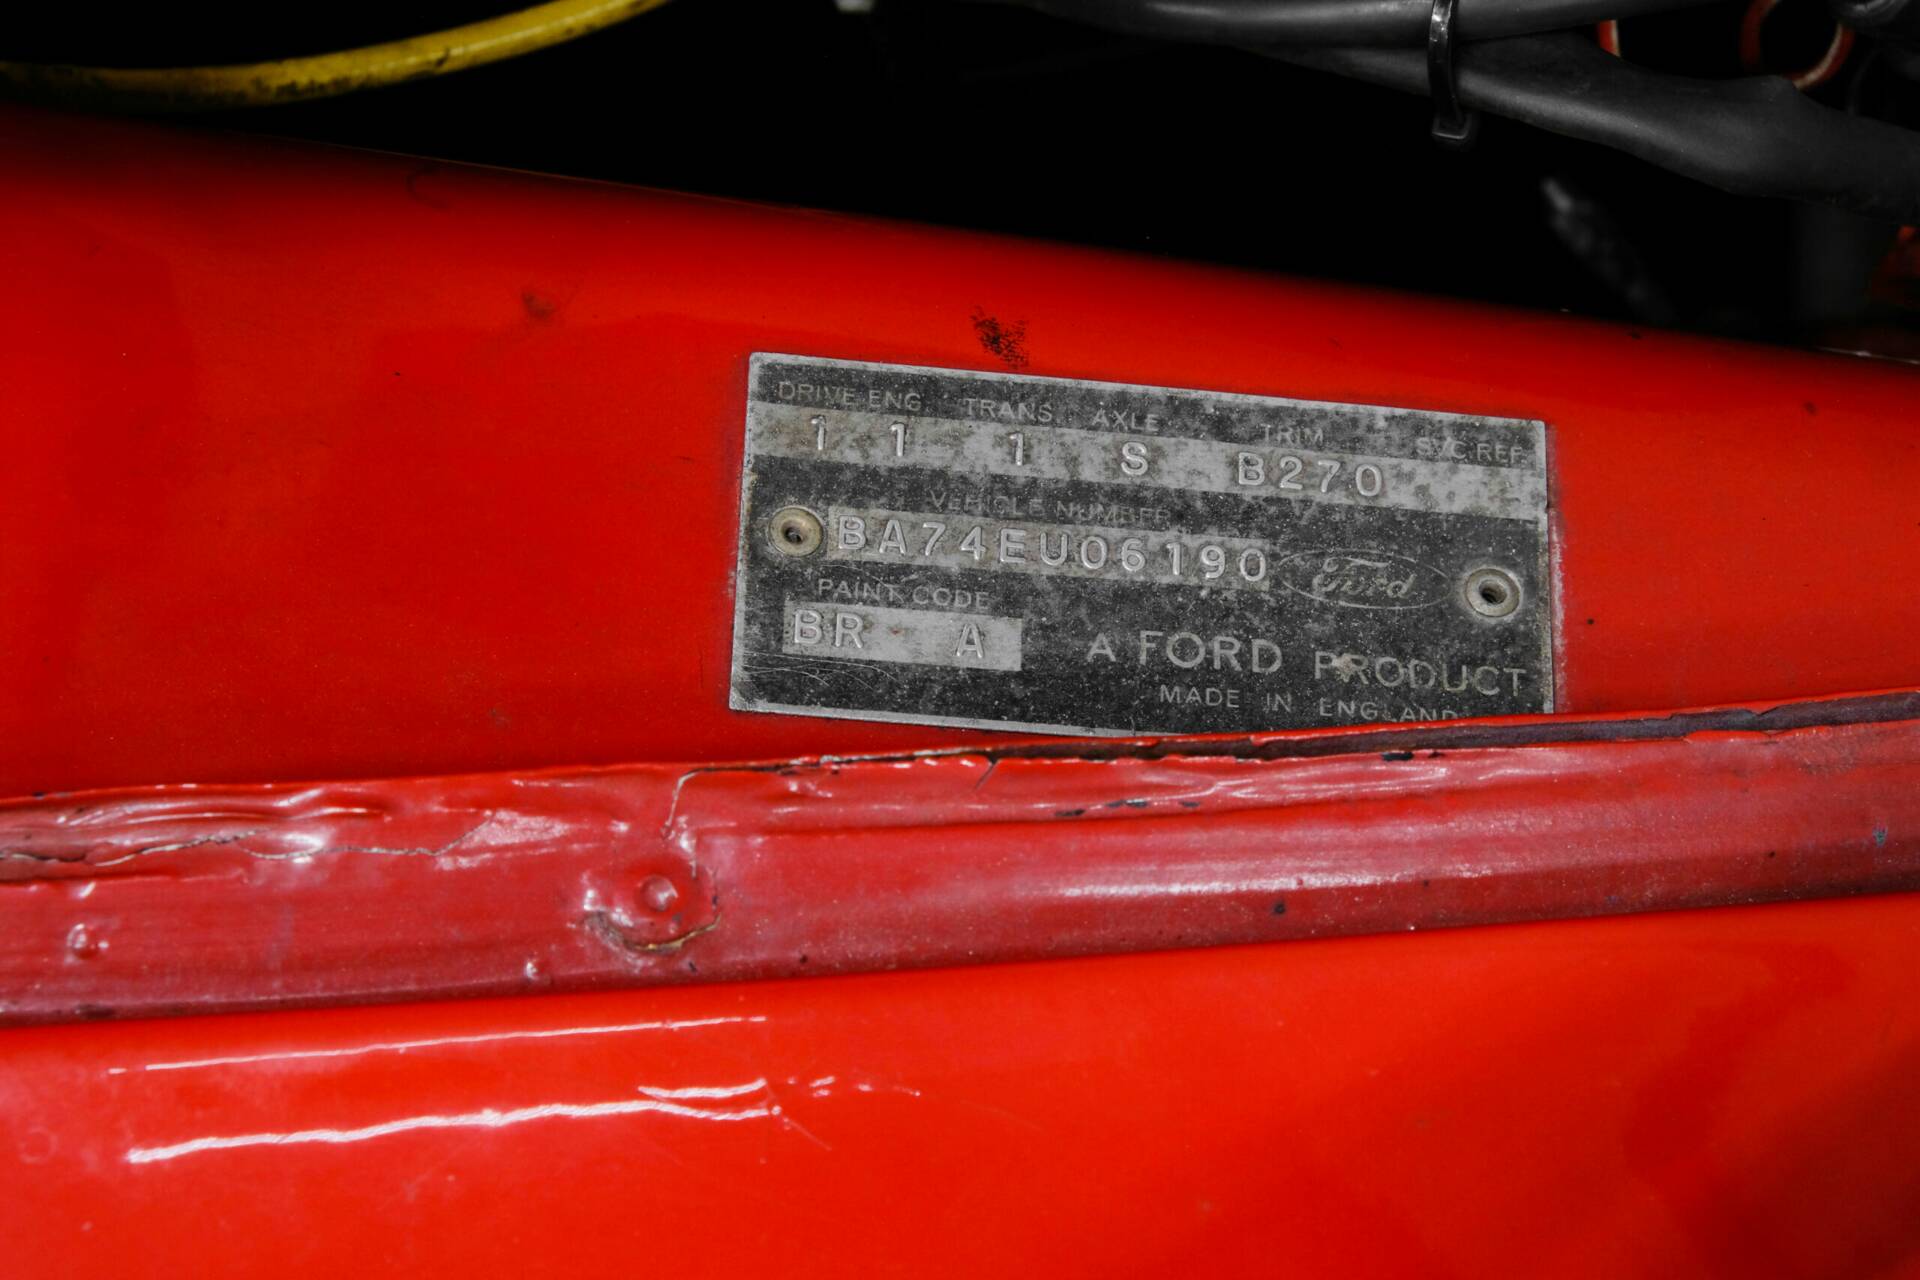 DRIVE ENG TRANS AXLE TRIM SVC.REF.
1 1 1 S B270
VEHICLE NUMBER
BA74EU06190
Ford
PAINT CODE
BR A
A FORD PRODUCT
MADE IN ENGLAND